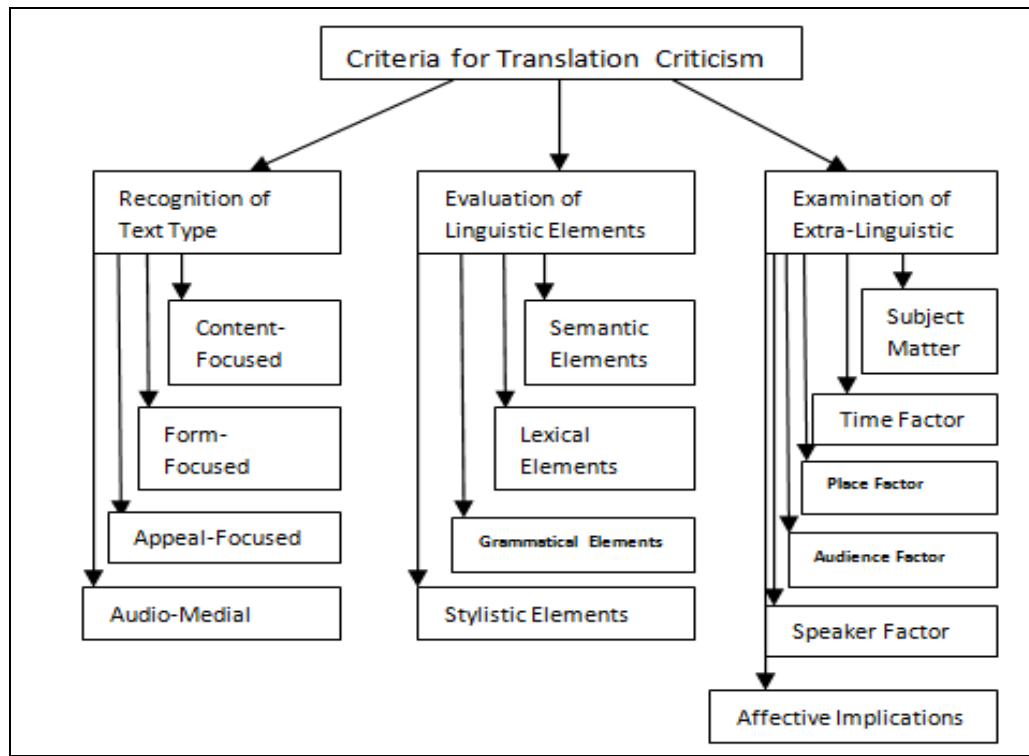 Criteria for Translation Criticism
Recognition of
Text Type
Content-
Focused
Form-
Focused
Appeal-Focused
Audio-Medial
Evaluation of
Linguistic Elements
Semantic
Elements
Lexical
Elements
Grammatical Elements
Stylistic Elements
Examination of
Extra-Linguistic
Subject
Matter
Time Factor
Place Factor
Audience Factor
Speaker Factor
Affective Implications